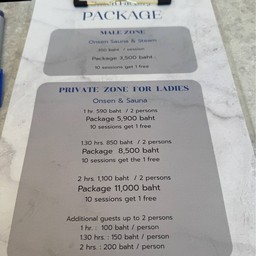 PACKAGE
MALE ZONE
Onsen Sauna & Steam
baht / session
Package 3,500 baht
10 sessions get 1 free
PRIVATE ZONE FOR LADIES
Onsen & Sauna
1 hr. 590 baht / 2 persons
Package 5,900 baht
10 sessions get 1 free
1.30 hrs. 850 baht / 2 persons
Package 8,500 baht
10 sessions get the 1 free
2 hrs. 1,100 baht / 2 persons
Package 11,000 baht
10 sessions get 1 free
Additional guests up to 2 persons
1 hr. : 100 baht / person
1.30 hrs. : 150 baht / person
2 hrs. : 200 baht / person